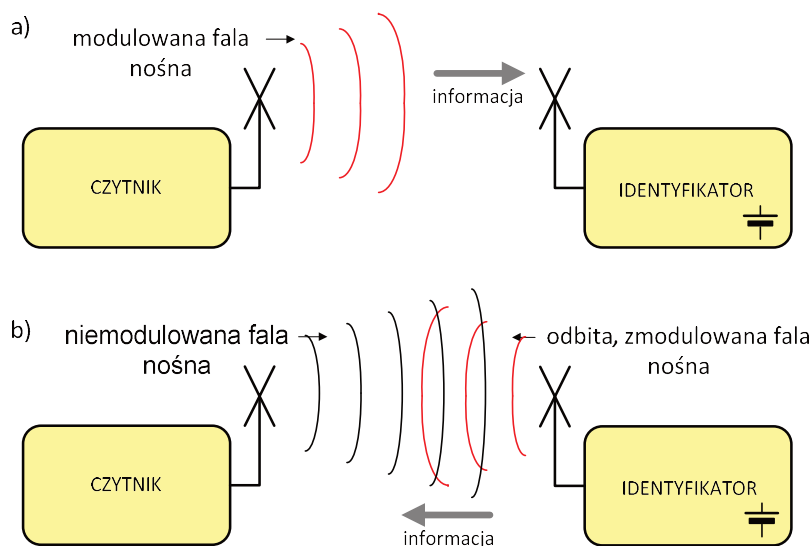 a)
modulowana fala
nośna
informacja
CZYTNIK
IDENTYFIKATOR
b)
niemodulowana fala
nośna
odbita, zmodulowana fala
nośna
CZYTNIK
IDENTYFIKATOR
informacja